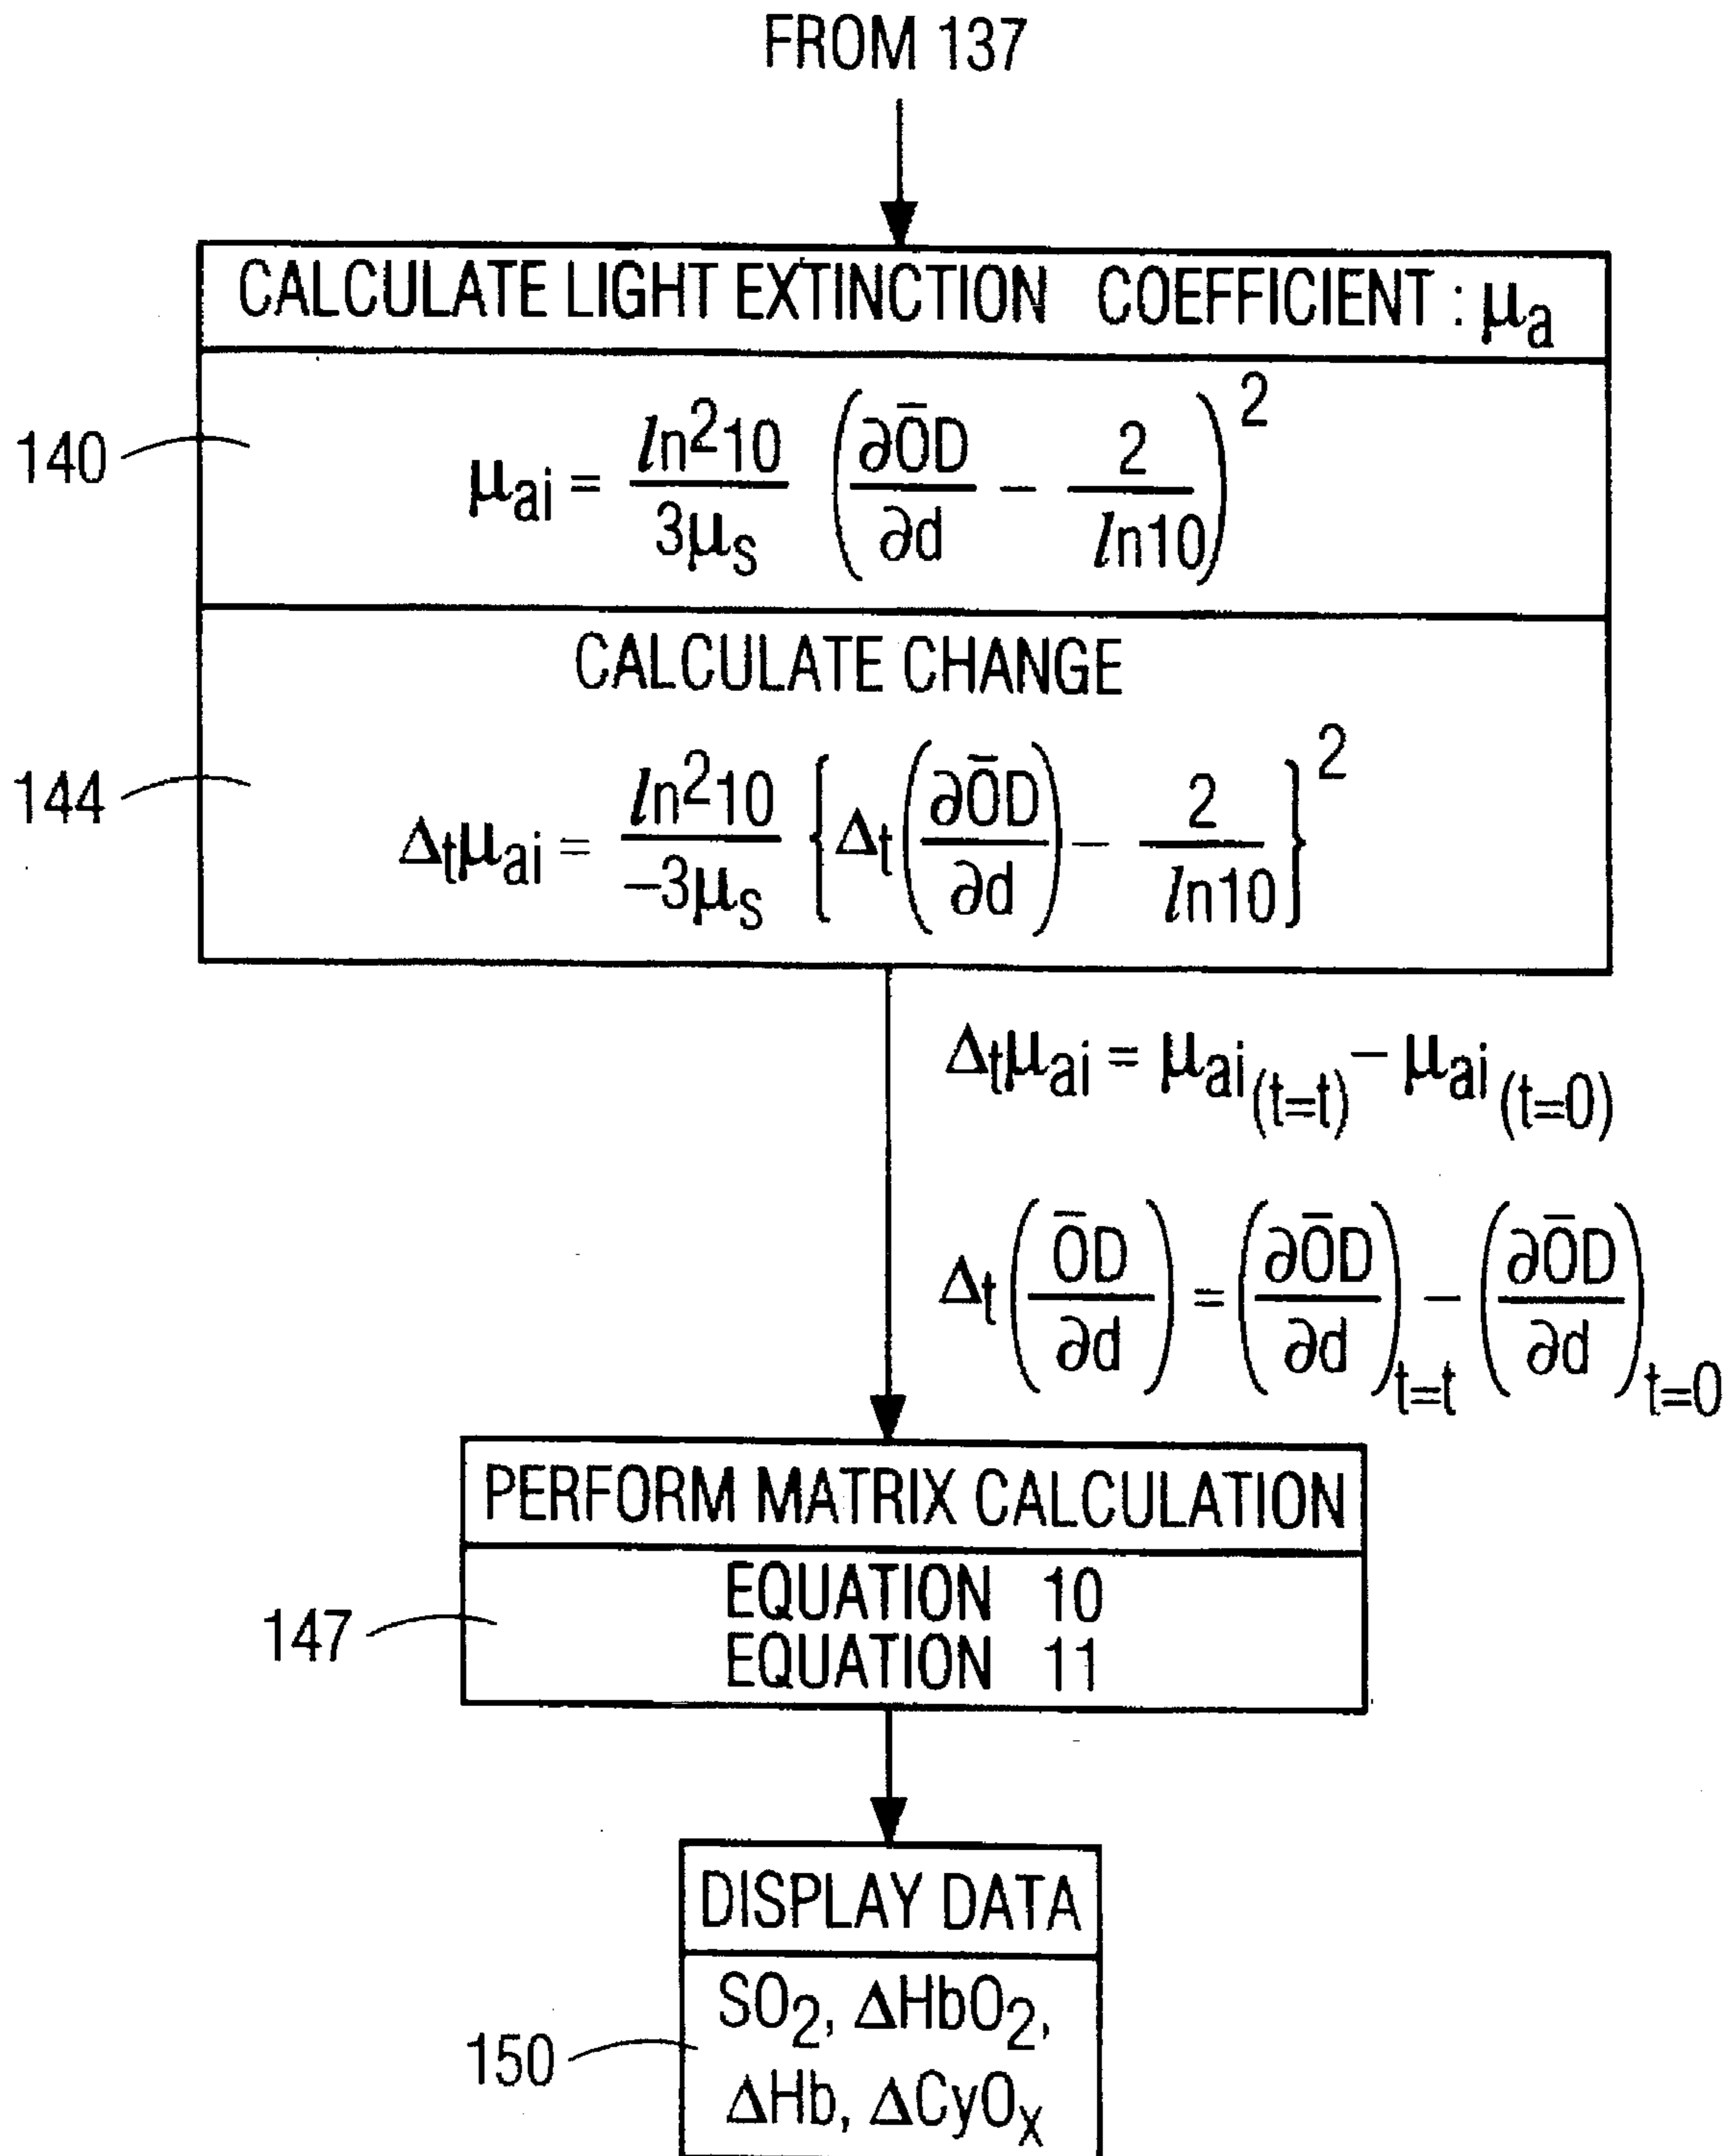 FROM 137
CALCULATE LIGHT EXTINCTION COEFFICIENT : μa
140
μai = ln²10 / 3μs (∂ŌD / ∂d − 2 / ln10)²
CALCULATE CHANGE
144
Δtμai = ln²10 / −3μs {Δt(∂ŌD / ∂d) − 2 / ln10}²
Δtμai = μai(t=t) − μai(t=0)
Δt(ŌD / ∂d) = (∂ŌD / ∂d)t=t − (∂ŌD / ∂d)t=0
PERFORM MATRIX CALCULATION
EQUATION 10
147
EQUATION 11
DISPLAY DATA
SO₂, ΔHbO₂,
150
ΔHb, ΔCyOₓ